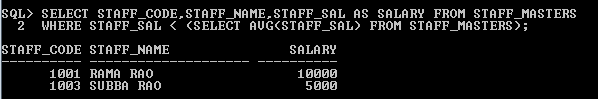 SQL> SELECT STAFF_CODE,STAFF_NAME,STAFF_SAL AS SALARY FROM STAFF_MASTERS
2 WHERE STAFF_SAL < (SELECT AVG(STAFF_SAL) FROM STAFF_MASTERS);
STAFF_CODE STAFF_NAME SALARY
---------- -------------------- ----------
1001 RAMA RAO 10000
1003 SUBBA RAO 5000